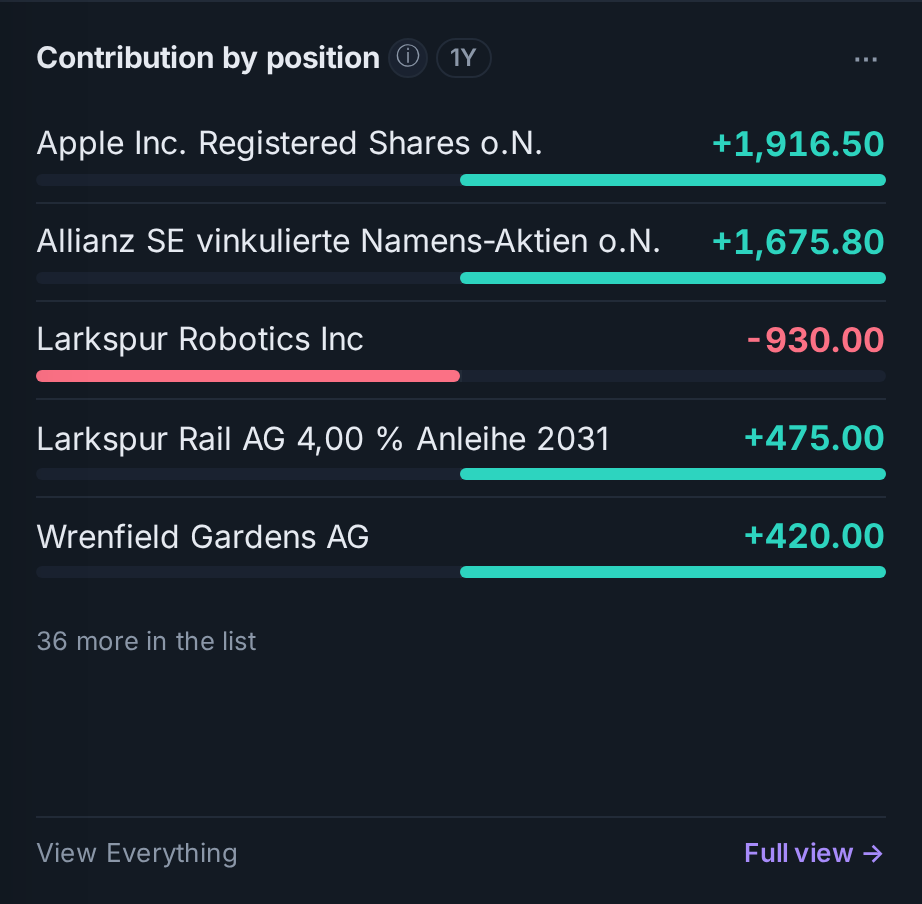 Contribution by position ⓘ 1Y ...
Apple Inc. Registered Shares o.N. +1,916.50
Allianz SE vinkulierte Namens-Aktien o.N. +1,675.80
Larkspur Robotics Inc -930.00
Larkspur Rail AG 4,00 % Anleihe 2031 +475.00
Wrenfield Gardens AG +420.00
36 more in the list
View Everything Full view →